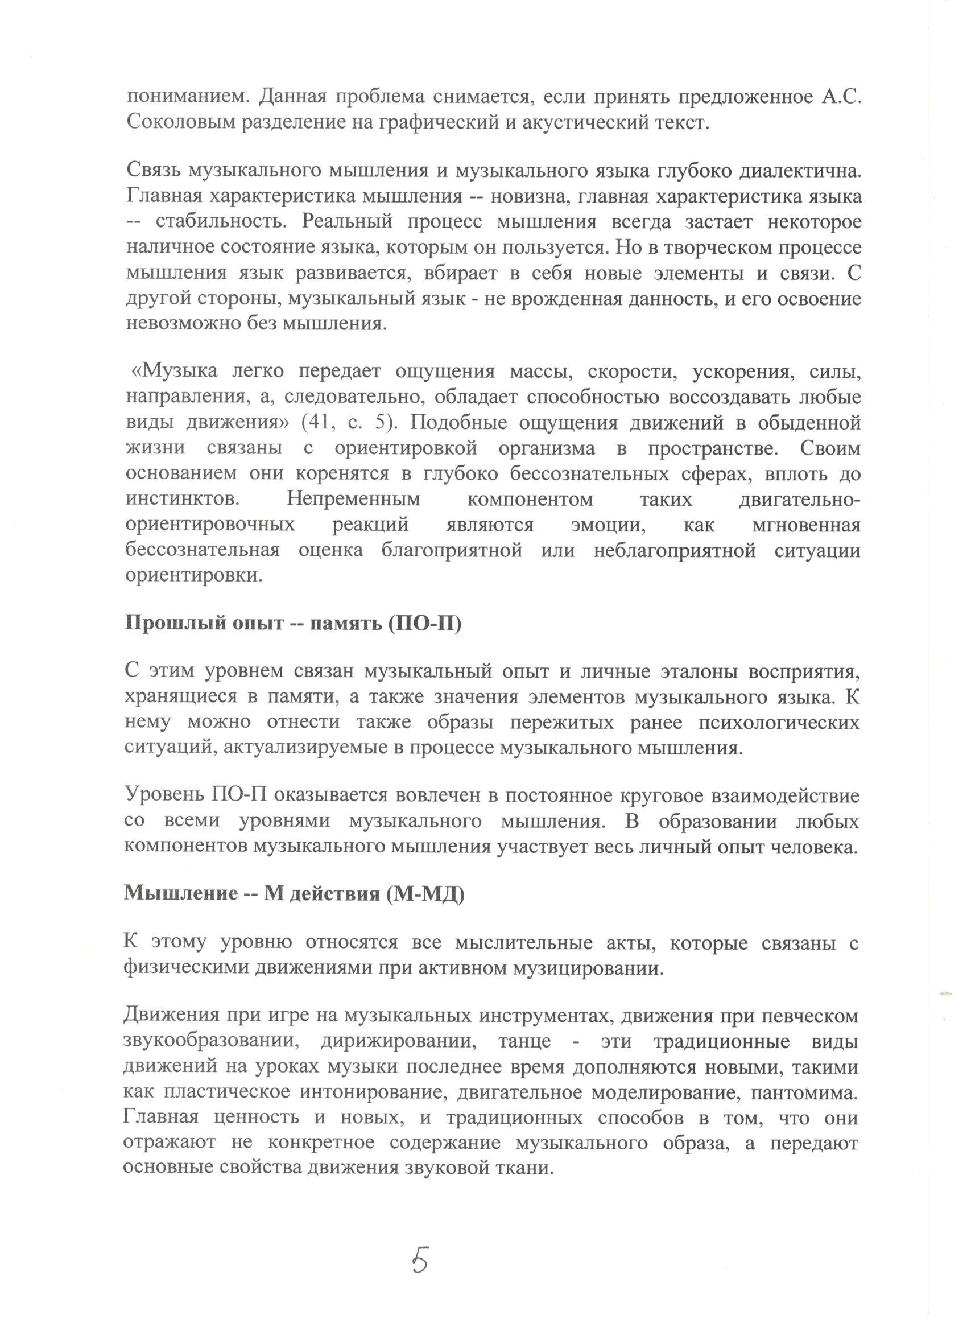 пониманием. Данная проблема снимается, если принять предложенное А.С.
Соколовым разделение на графический и акустический текст.
Связь музыкального мышления и музыкального языка глубоко диалектична.
Главная характеристика мышления -- новизна, главная характеристика языка
-- стабильность. Реальный процесс мышления всегда застает некоторое
наличное состояние языка, которым он пользуется. Но в творческом процессе
мышления язык развивается, вбирает в себя новые элементы и связи. С
другой стороны, музыкальный язык - не врожденная данность, и его освоение
невозможно без мышления.
«Музыка легко передает ощущения массы, скорости, ускорения, силы,
направления, а, следовательно, обладает способностью воссоздавать любые
виды движения» (41, с. 5). Подобные ощущения движений в обыденной
жизни связаны с ориентировкой организма в пространстве. Своим
основанием они коренятся в глубоко бессознательных сферах, вплоть до
инстинктов. Непременным компонентом таких двигательно-
ориентировочных реакций являются эмоции, как мгновенная
бессознательная оценка благоприятной или неблагоприятной ситуации
ориентировки.
Прошлый опыт -- память (ПО-П)
С этим уровнем связан музыкальный опыт и личные эталоны восприятия,
хранящиеся в памяти, а также значения элементов музыкального языка. К
нему можно отнести также образы пережитых ранее психологических
ситуаций, актуализируемые в процессе музыкального мышления.
Уровень ПО-П оказывается вовлечен в постоянное круговое взаимодействие
со всеми уровнями музыкального мышления. В образовании любых
компонентов музыкального мышления участвует весь личный опыт человека.
Мышление -- М действия (М-МД)
К этому уровню относятся все мыслительные акты, которые связаны с
физическими движениями при активном музицировании.
Движения при игре на музыкальных инструментах, движения при певческом
звукообразовании, дирижировании, танце - эти традиционные виды
движений на уроках музыки последнее время дополняются новыми, такими
как пластическое интонирование, двигательное моделирование, пантомима.
Главная ценность и новых, и традиционных способов в том, что они
отражают не конкретное содержание музыкального образа, а передают
основные свойства движения звуковой ткани.
5